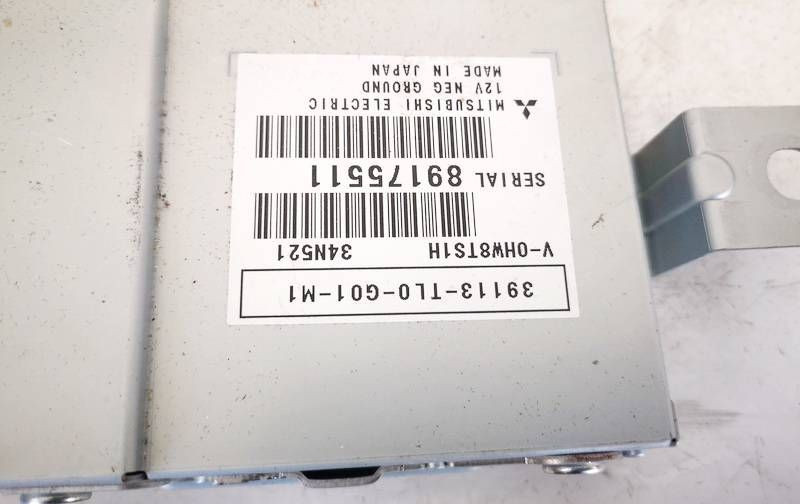 39113-TL0-G01-M1
V-0HW8TS1H 34N521
SERIAL 89175511
MITSUBISHI ELECTRIC
12V NEG GROUND
MADE IN JAPAN